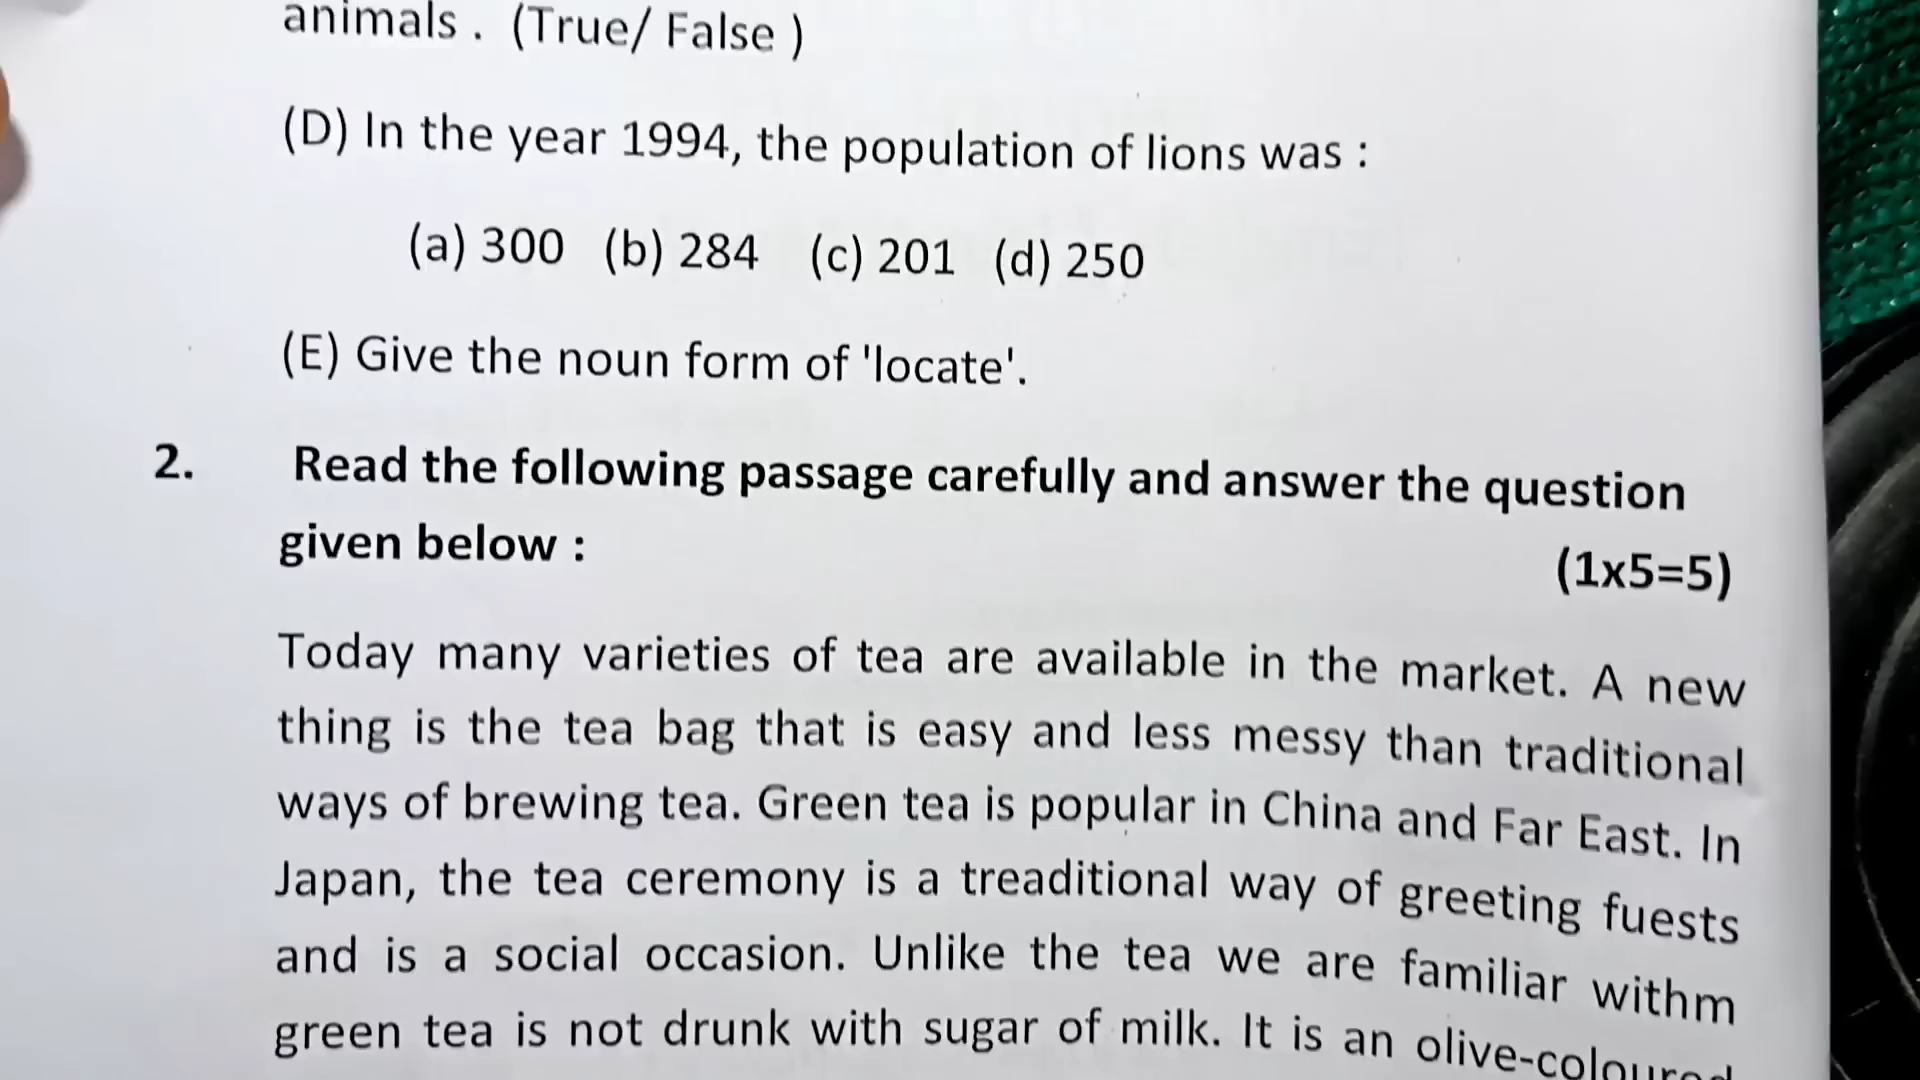 animals . (True/ False )
(D) In the year 1994, the population of lions was :
(a) 300 (b) 284 (c) 201 (d) 250
(E) Give the noun form of 'locate'.
2. Read the following passage carefully and answer the question
given below :
(1x5=5)
Today many varieties of tea are available in the market. A new
thing is the tea bag that is easy and less messy than traditional
ways of brewing tea. Green tea is popular in China and Far East. In
Japan, the tea ceremony is a treaditional way of greeting fuests
and is a social occasion. Unlike the tea we are familiar withm
green tea is not drunk with sugar of milk. It is an olive-coloured